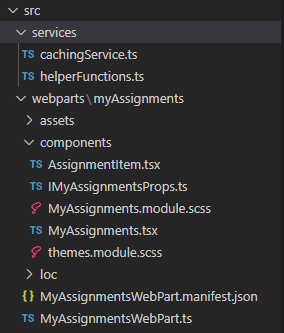 src
services
TS cachingService.ts
TS helperFunctions.ts
webparts\myAssignments
assets
components
TS AssignmentItem.tsx
TS IMyAssignmentsProps.ts
MyAssignments.module.scss
TS MyAssignments.tsx
themes.module.scss
loc
{} MyAssignmentsWebPart.manifest.json
TS MyAssignmentsWebPart.ts